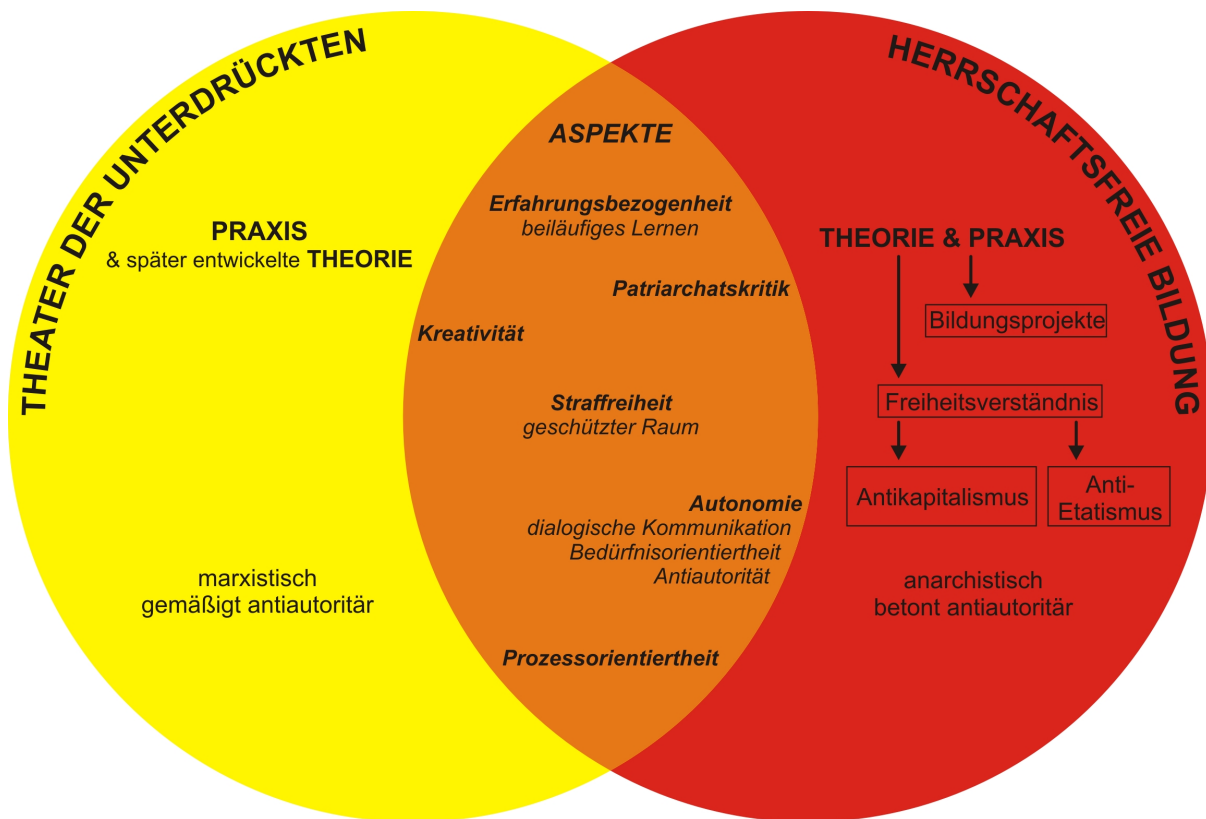 THEATER DER UNTERDRÜCKTEN
PRAXIS
& später entwickelte THEORIE
marxistisch
gemäßigt antiautoritär
ASPEKTE
Erfahrungsbezogenheit
beiläufiges Lernen
Patriarchatskritik
Kreativität
Straffreiheit
geschützter Raum
Autonomie
dialogische Kommunikation
Bedürfnisorientiertheit
Antiautorität
Prozessorientiertheit
HERRSCHAFTSFREIE BILDUNG
THEORIE & PRAXIS
Bildungsprojekte
Freiheitsverständnis
Antikapitalismus
Anti-
Etatismus
anarchistisch
betont antiautoritär